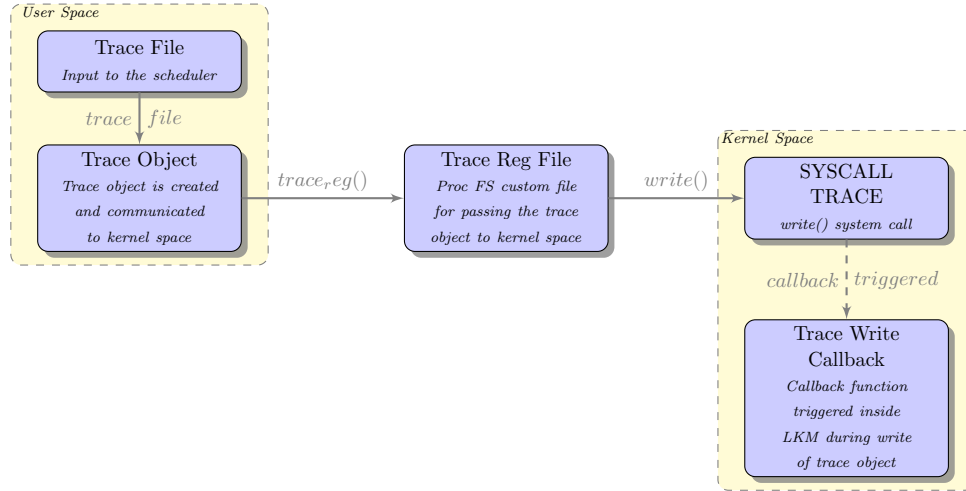 User Space
Trace File
Input to the scheduler
trace file
Trace Object
Trace object is created
and communicated
to kernel space
trace_reg()
Trace Reg File
Proc FS custom file
for passing the trace
object to kernel space
write()
Kernel Space
SYSCALL
TRACE
write() system call
callback triggered
Trace Write
Callback
Callback function
triggered inside
LKM during write
of trace object